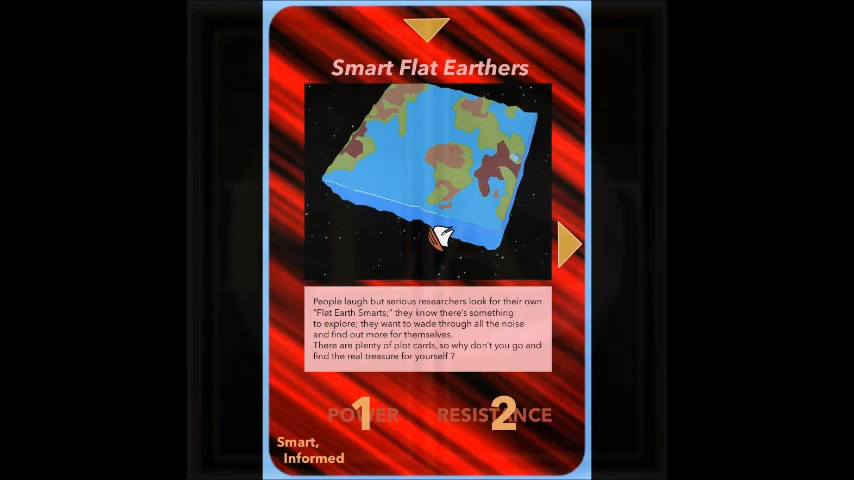 Smart Flat Earthers
People laugh but serious researchers look for their own
“Flat Earth Smarts;” they know there’s something
to explore; they want to wade through all the noise
and find out more for themselves.
There are plenty of plot cards, so why don’t you go and
find the real treasure for yourself ?
POWER 1
RESISTANCE 2
Smart,
Informed